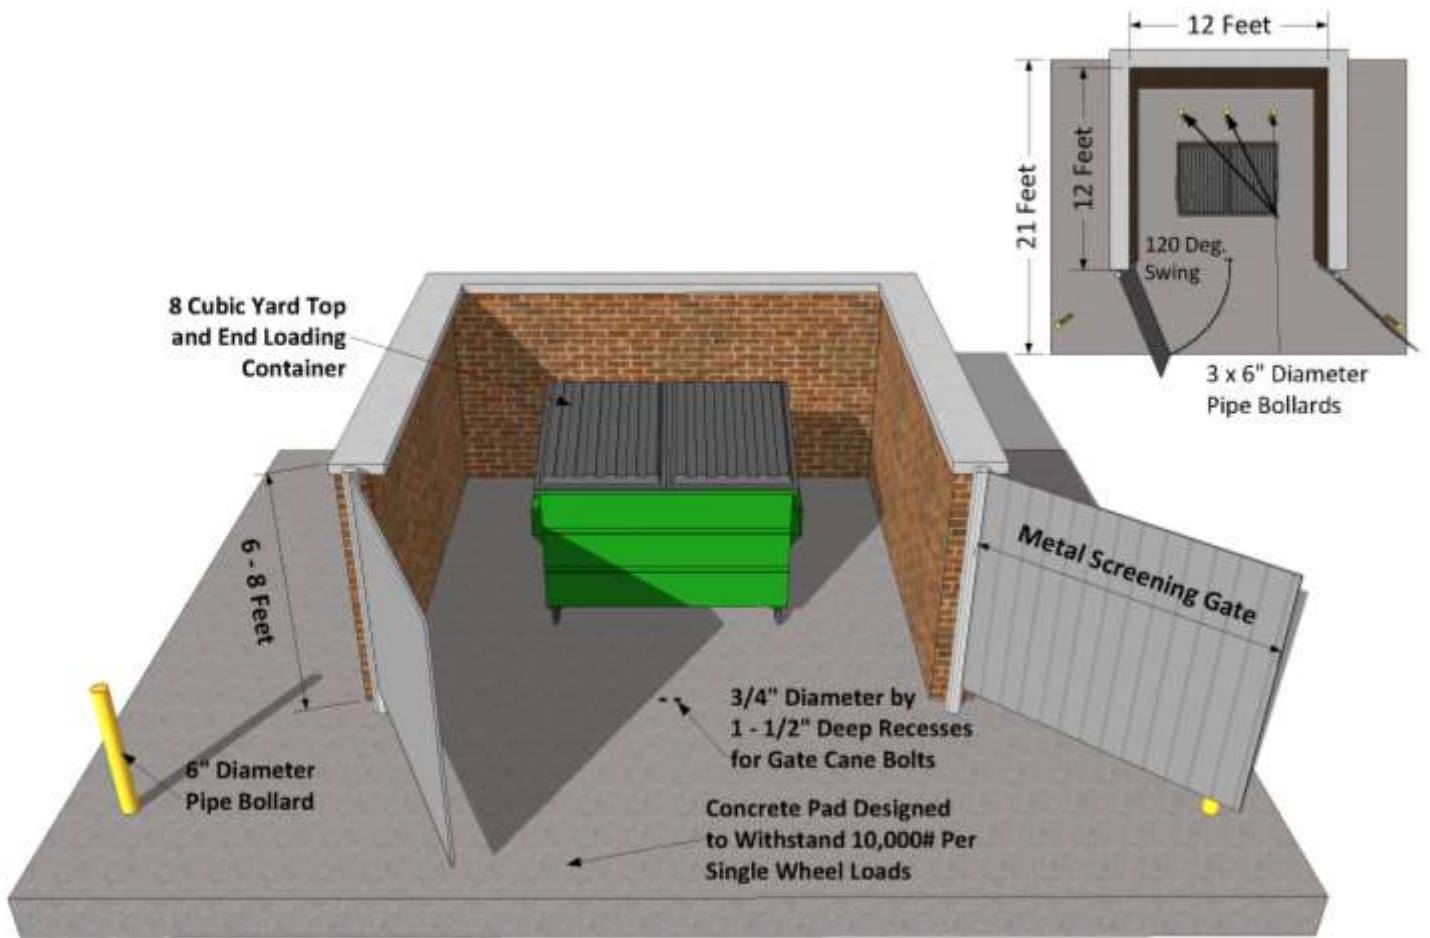 12 Feet
21 Feet
12 Feet
120 Deg.
Swing
3 x 6" Diameter
Pipe Bollards
8 Cubic Yard Top
and End Loading
Container
6 - 8 Feet
Metal Screening Gate
3/4" Diameter by
1 - 1/2" Deep Recesses
for Gate Cane Bolts
6" Diameter
Pipe Bollard
Concrete Pad Designed
to Withstand 10,000# Per
Single Wheel Loads